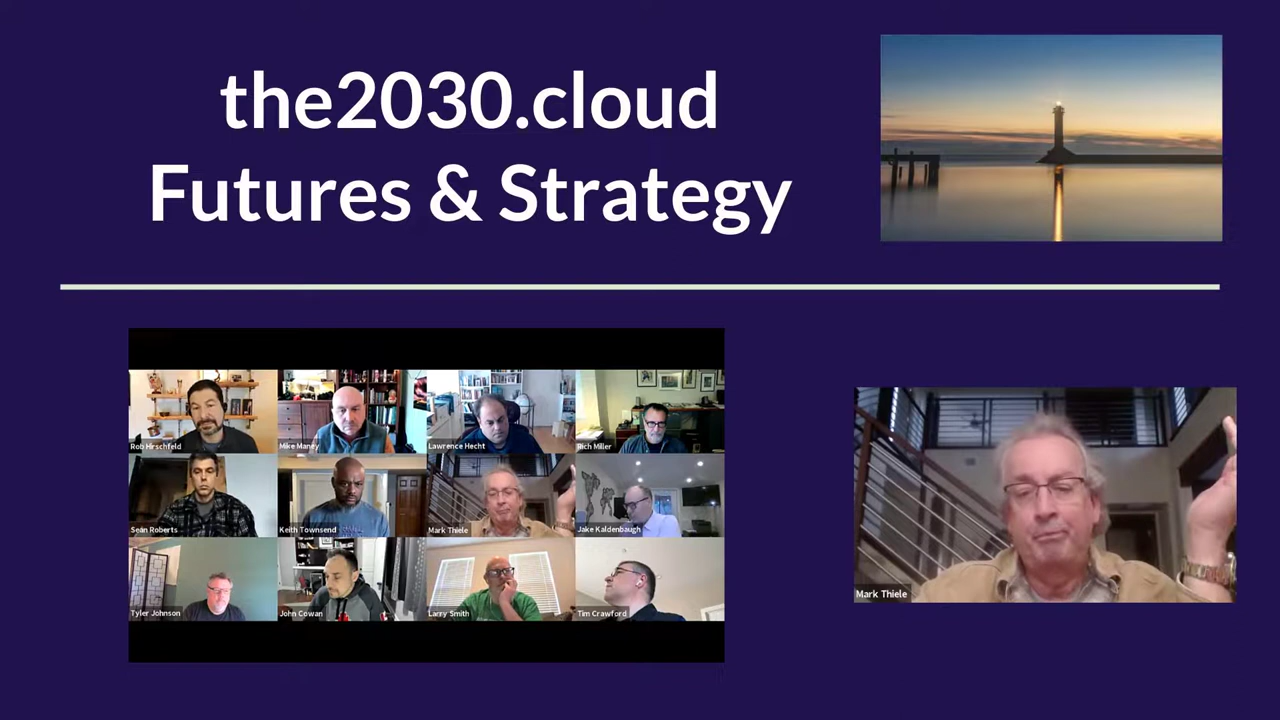 the2030.cloud
Futures & Strategy
Rob Hirschfeld
Mike Maney
Lawrence Hecht
Rich Miller
Sean Roberts
Keith Townsend
Mark Thiele
Jake Kaldenbaugh
Tyler Johnson
John Cowan
Larry Smith
Tim Crawford
Mark Thiele